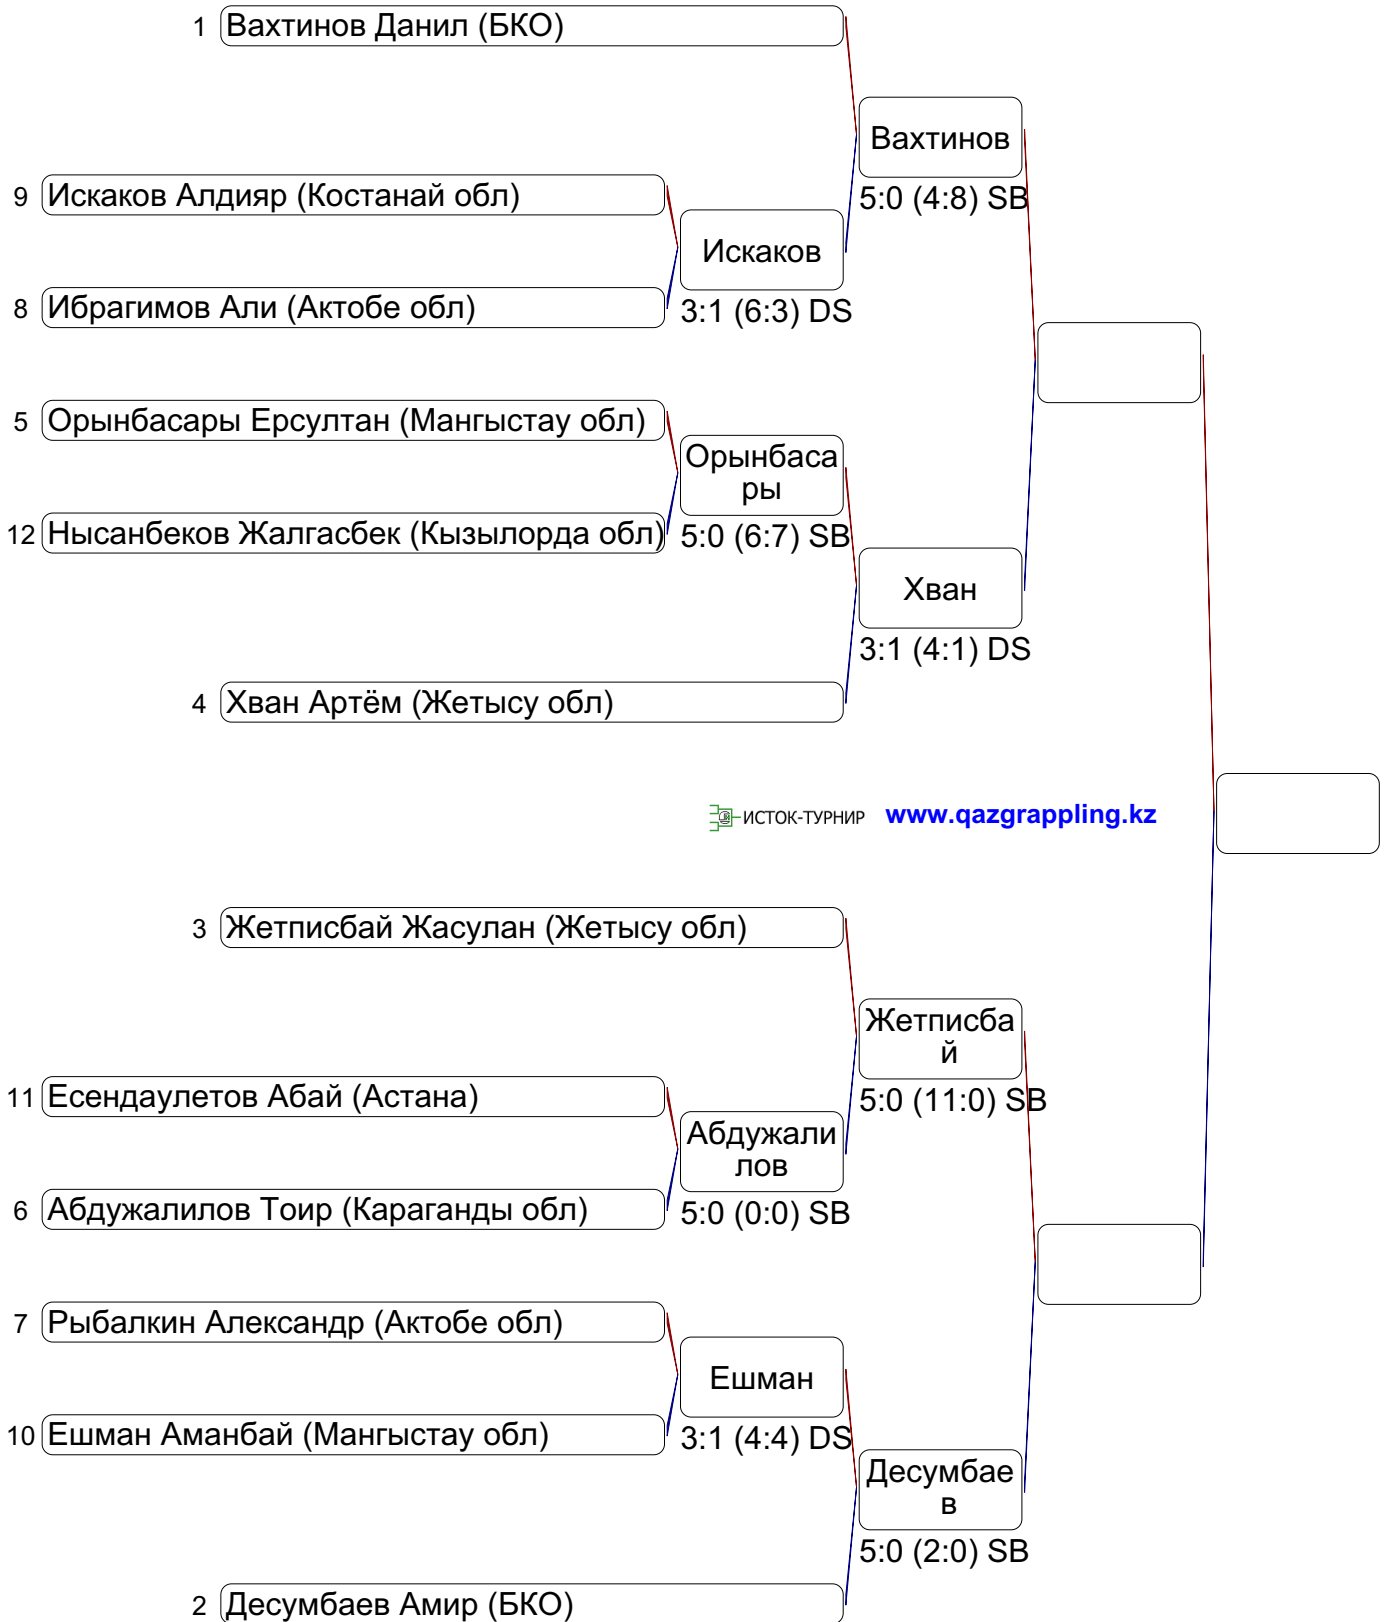 1 Вахтинов Данил (БКО)
Вахтинов
5:0 (4:8) SB
9 Искаков Алдияр (Костанай обл)
Искаков
3:1 (6:3) DS
8 Ибрагимов Али (Актобе обл)
5 Орынбасары Ерсултан (Мангыстау обл)
Орынбаса
ры
5:0 (6:7) SB
12 Нысанбеков Жалгасбек (Кызылорда обл)
Хван
3:1 (4:1) DS
4 Хван Артём (Жетысу обл)
ИСТОК-ТУРНИР www.qazgrappling.kz
3 Жетписбай Жасулан (Жетысу обл)
Жетписба
й
5:0 (11:0) SB
11 Есендаулетов Абай (Астана)
Абдужали
лов
5:0 (0:0) SB
6 Абдужалилов Тоир (Караганды обл)
7 Рыбалкин Александр (Актобе обл)
Ешман
3:1 (4:4) DS
10 Ешман Аманбай (Мангыстау обл)
Десумбае
в
5:0 (2:0) SB
2 Десумбаев Амир (БКО)